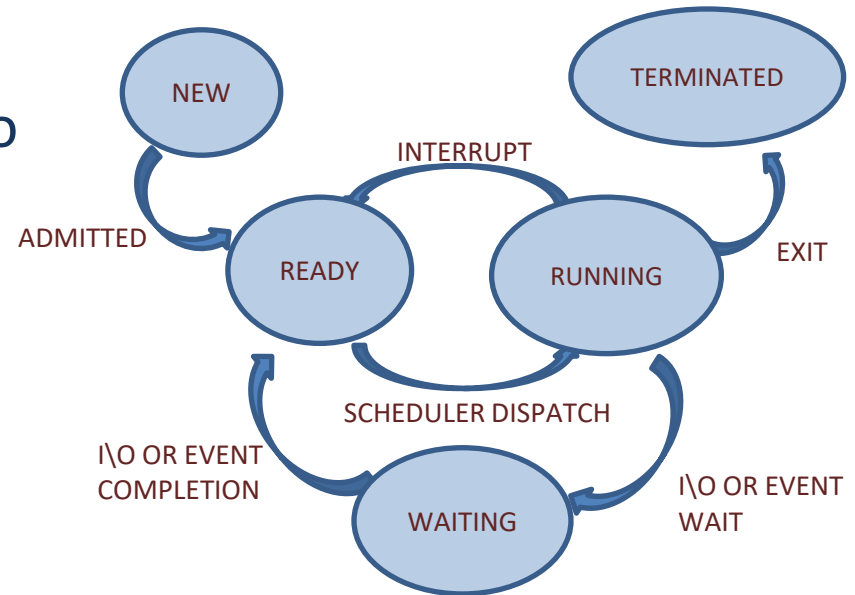 NEW
TERMINATED
INTERRUPT
ADMITTED
READY
RUNNING
EXIT
SCHEDULER DISPATCH
I\O OR EVENT
COMPLETION
WAITING
I\O OR EVENT
WAIT